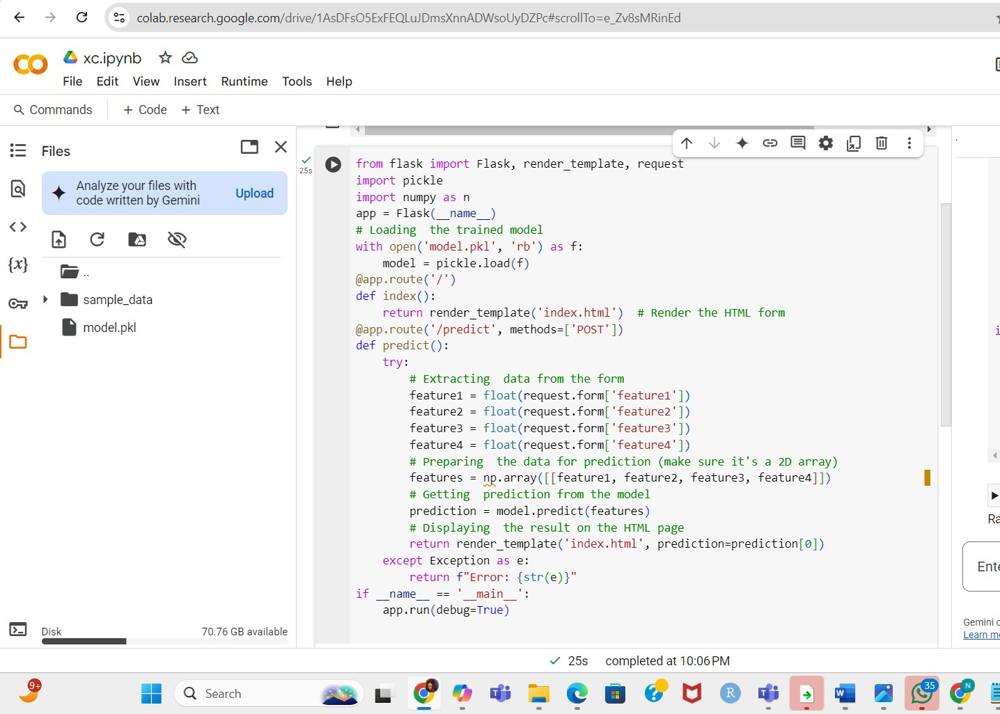 colab.research.google.com/drive/1AsDFsO5ExFEQLuJDmsXnnADWsoUyDZPc#scrollTo=e_Zv8sMRinEd
xc.ipynb
File Edit View Insert Runtime Tools Help
Commands + Code + Text
Files
Analyze your files with
code written by Gemini
Upload
..
sample_data
model.pkl
{x}
Disk 70.76 GB available
25s
from flask import Flask, render_template, request
import pickle
import numpy as n
app = Flask(__name__)
# Loading  the trained model
with open('model.pkl', 'rb') as f:
    model = pickle.load(f)
@app.route('/')
def index():
    return render_template('index.html')  # Render the HTML form
@app.route('/predict', methods=['POST'])
def predict():
    try:
        # Extracting  data from the form
        feature1 = float(request.form['feature1'])
        feature2 = float(request.form['feature2'])
        feature3 = float(request.form['feature3'])
        feature4 = float(request.form['feature4'])
        # Preparing  the data for prediction (make sure it's a 2D array)
        features = np.array([[feature1, feature2, feature3, feature4]])
        # Getting  prediction from the model
        prediction = model.predict(features)
        # Displaying  the result on the HTML page
        return render_template('index.html', prediction=prediction[0])
    except Exception as e:
        return f"Error: {str(e)}"
if __name__ == '__main__':
    app.run(debug=True)
i
Ra
Ente
Gemini c
Learn m
25s completed at 10:06 PM
9+
Search
35
N